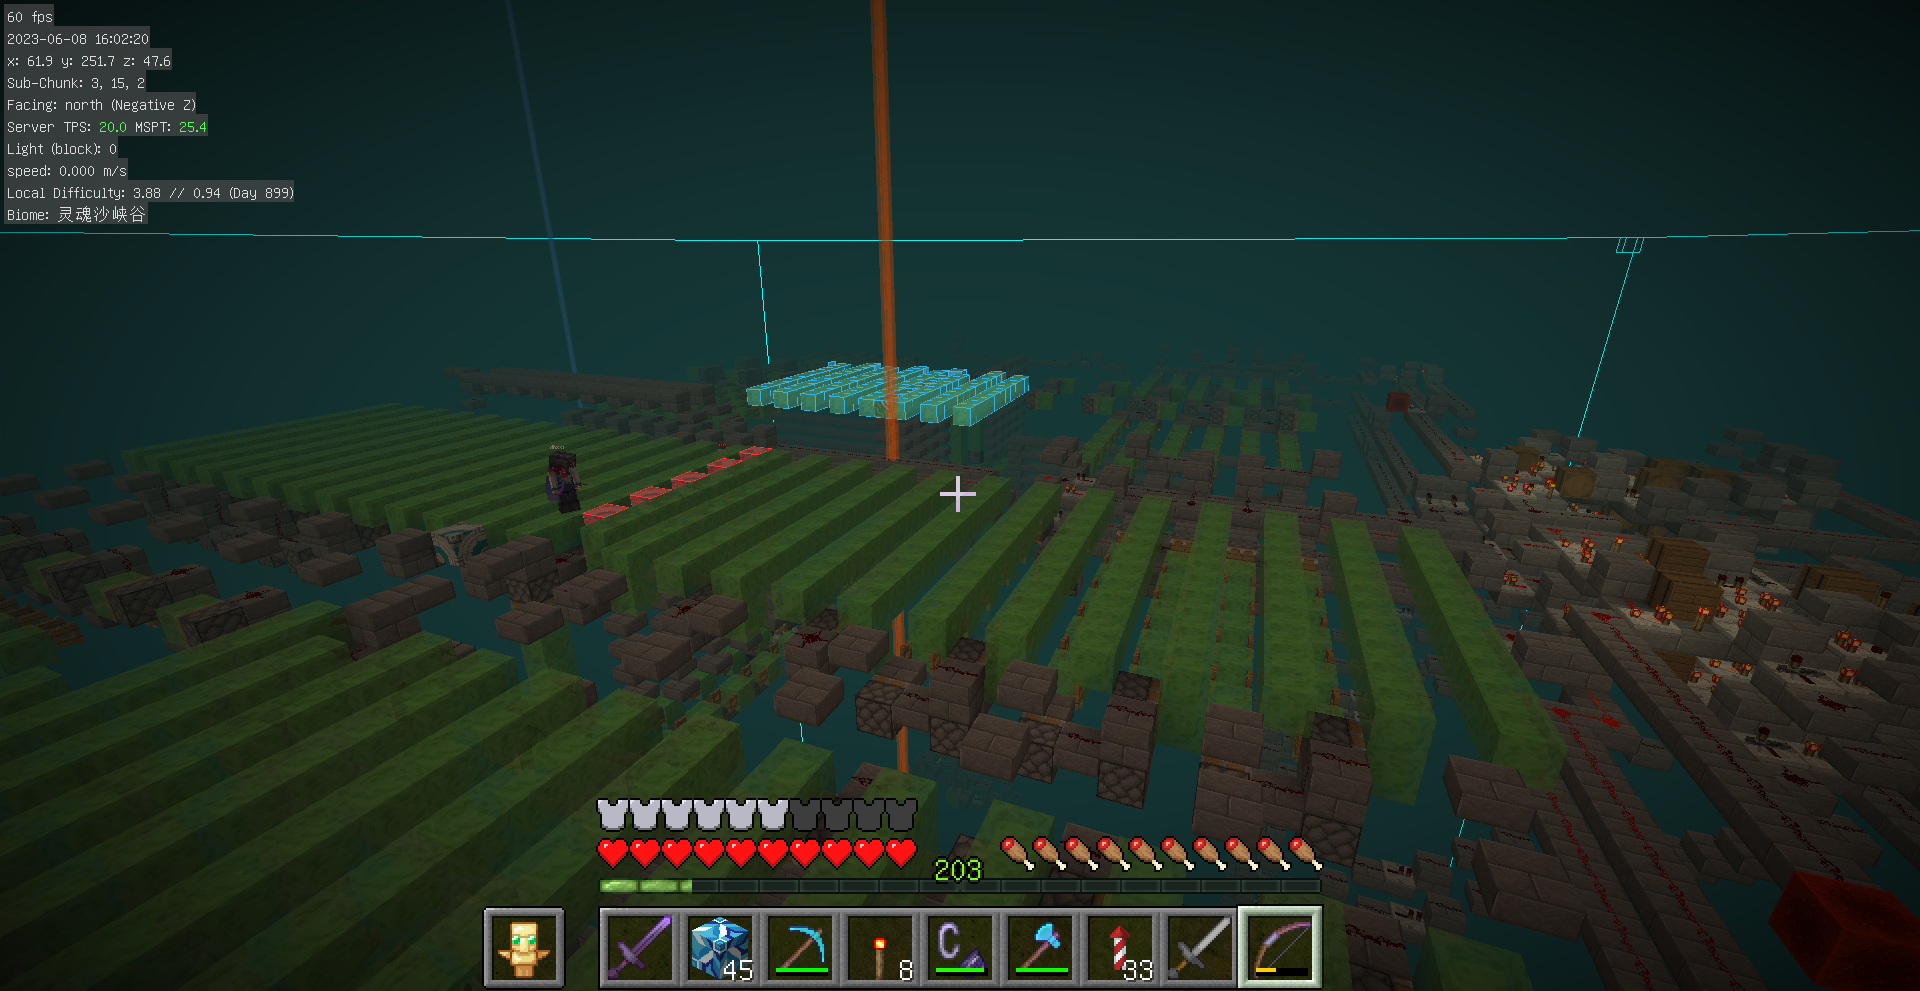 60 fps
2023-06-08 16:02:20
x: 61.9 y: 251.7 z: 47.6
Sub-Chunk: 3, 15, 2
Facing: north (Negative Z)
Server TPS: 20.0 MSPT: 25.4
Light (block): 0
speed: 0.000 m/s
Local Difficulty: 3.88 // 0.94 (Day 899)
Biome: 灵魂沙峡谷
203
45
8
C
33